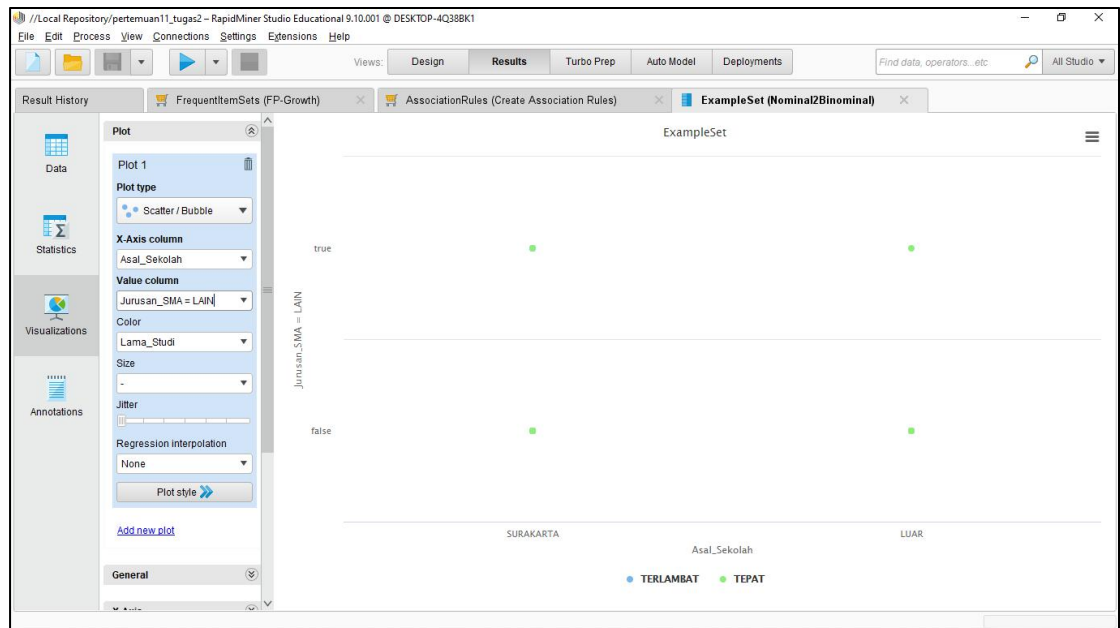 //Local Repository/pertemuan11_tugas2 – RapidMiner Studio Educational 9.10.001 @ DESKTOP-4Q38BK1
File Edit Process View Connections Settings Extensions Help
Views: Design Results Turbo Prep Auto Model Deployments Find data, operators...etc All Studio
Result History FrequentItemSets (FP-Growth) AssociationRules (Create Association Rules) ExampleSet (Nominal2Binominal)
Data
Statistics
Visualizations
Annotations
Plot
Plot 1
Plot type
Scatter / Bubble
X-Axis column
Asal_Sekolah
Value column
Jurusan_SMA = LAIN
Color
Lama_Studi
Size
-
Jitter
Regression interpolation
None
Plot style
Add new plot
General
X-Axis
ExampleSet
Jurusan_SMA = LAIN
true
false
SURAKARTA LUAR
Asal_Sekolah
TERLAMBAT TEPAT